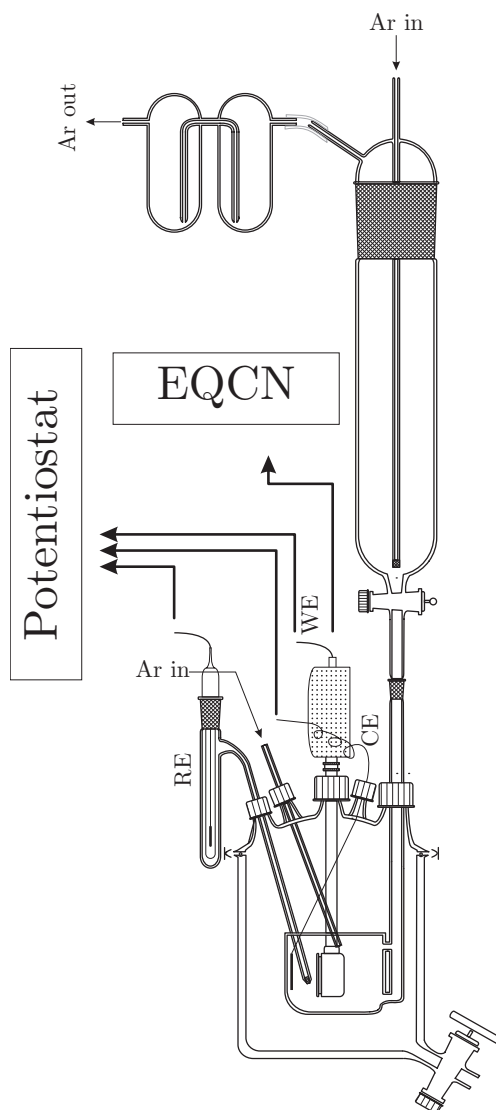 Ar in
Ar out
EQCN
Potentiostat
WE
Ar in
CE
RE